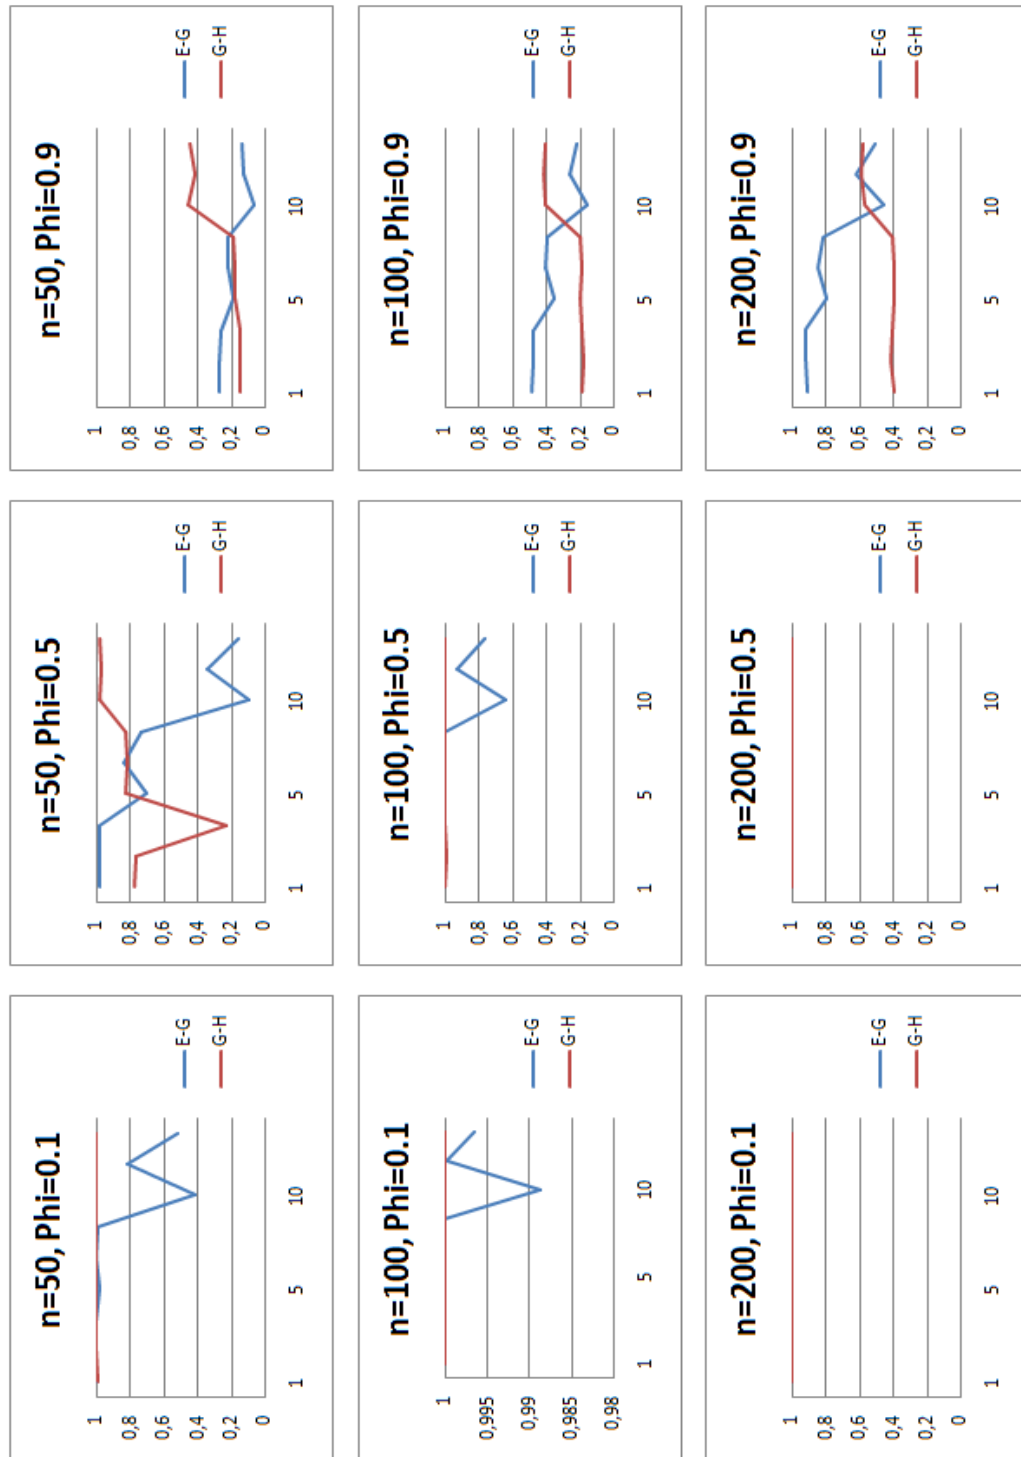 n=50, Phi=0.1
1
0,8
0,6
0,4
0,2
0
1 5 10
E-G
G-H
n=50, Phi=0.5
1
0,8
0,6
0,4
0,2
0
1 5 10
E-G
G-H
n=50, Phi=0.9
1
0,8
0,6
0,4
0,2
0
1 5 10
E-G
G-H
n=100, Phi=0.1
1
0,995
0,99
0,985
0,98
1 5 10
E-G
G-H
n=100, Phi=0.5
1
0,8
0,6
0,4
0,2
0
1 5 10
E-G
G-H
n=100, Phi=0.9
1
0,8
0,6
0,4
0,2
0
1 5 10
E-G
G-H
n=200, Phi=0.1
1
0,8
0,6
0,4
0,2
0
1 5 10
E-G
G-H
n=200, Phi=0.5
1
0,8
0,6
0,4
0,2
0
1 5 10
E-G
G-H
n=200, Phi=0.9
1
0,8
0,6
0,4
0,2
0
1 5 10
E-G
G-H